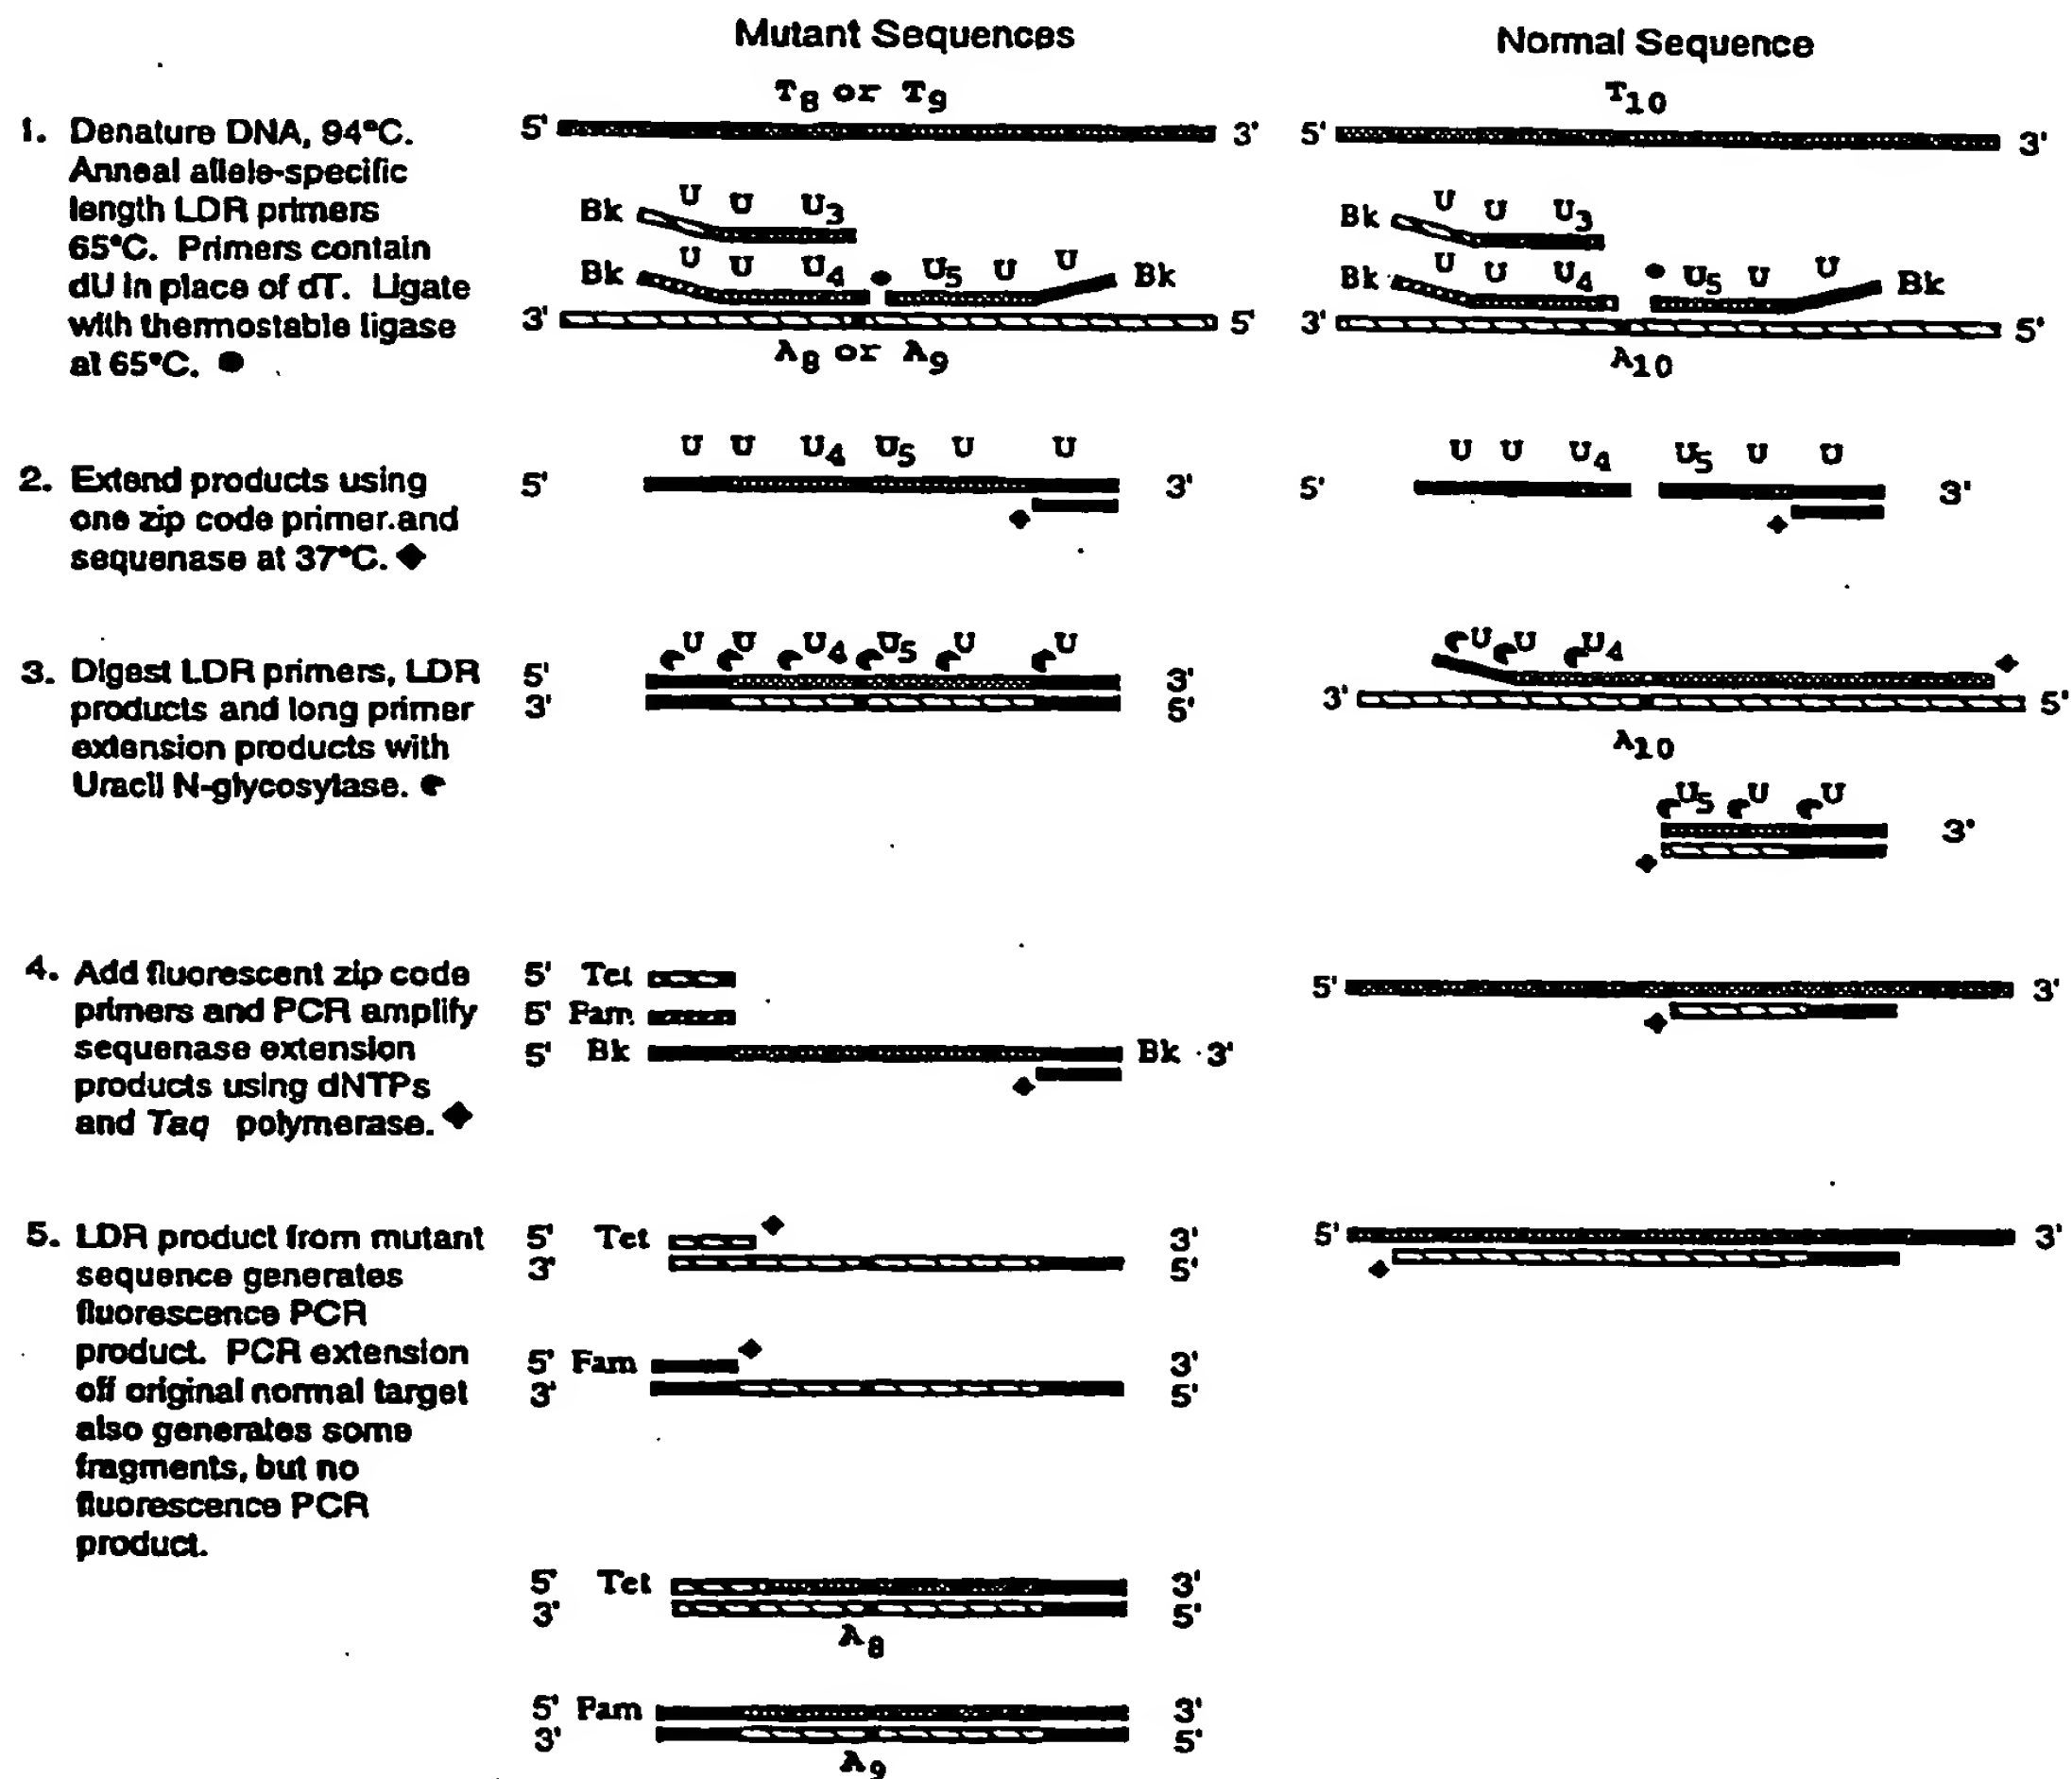 Mutant Sequences
Normal Sequence
T8 or T9
T10
1. Denature DNA, 94°C.
Anneal allele-specific
length LDR primers
65°C. Primers contain
dU in place of dT. Ligate
with thermostable ligase
at 65°C.
5' 3' 5' 3'
Bk U U U3
Bk U U U3
Bk U U U4 U5 U U Bk
Bk U U U4 U5 U U Bk
3' 5' 3' 5'
A8 or A9
A10
2. Extend products using
one zip code primer.and
sequenase at 37°C.
U U U4 U5 U U
U U U4 U5 U U
5' 3' 5' 3'
3. Digest LDR primers, LDR
products and long primer
extension products with
Uracil N-glycosylase.
U U U4 U5 U U
U U U4
5' 3'
3' 5'
3' 5'
A10
U5 U U
3'
4. Add fluorescent zip code
primers and PCR amplify
sequenase extension
products using dNTPs
and Taq polymerase.
5' Tet
5' Fam
5' Bk Bk 3'
5' 3'
5. LDR product from mutant
sequence generates
fluorescence PCR
product. PCR extension
off original normal target
also generates some
fragments, but no
fluorescence PCR
product.
5' Tet 3'
3' 5'
5' 3'
5' Fam 3'
3' 5'
5' Tet 3'
3' 5'
A8
5' Fam 3'
3' 5'
A9